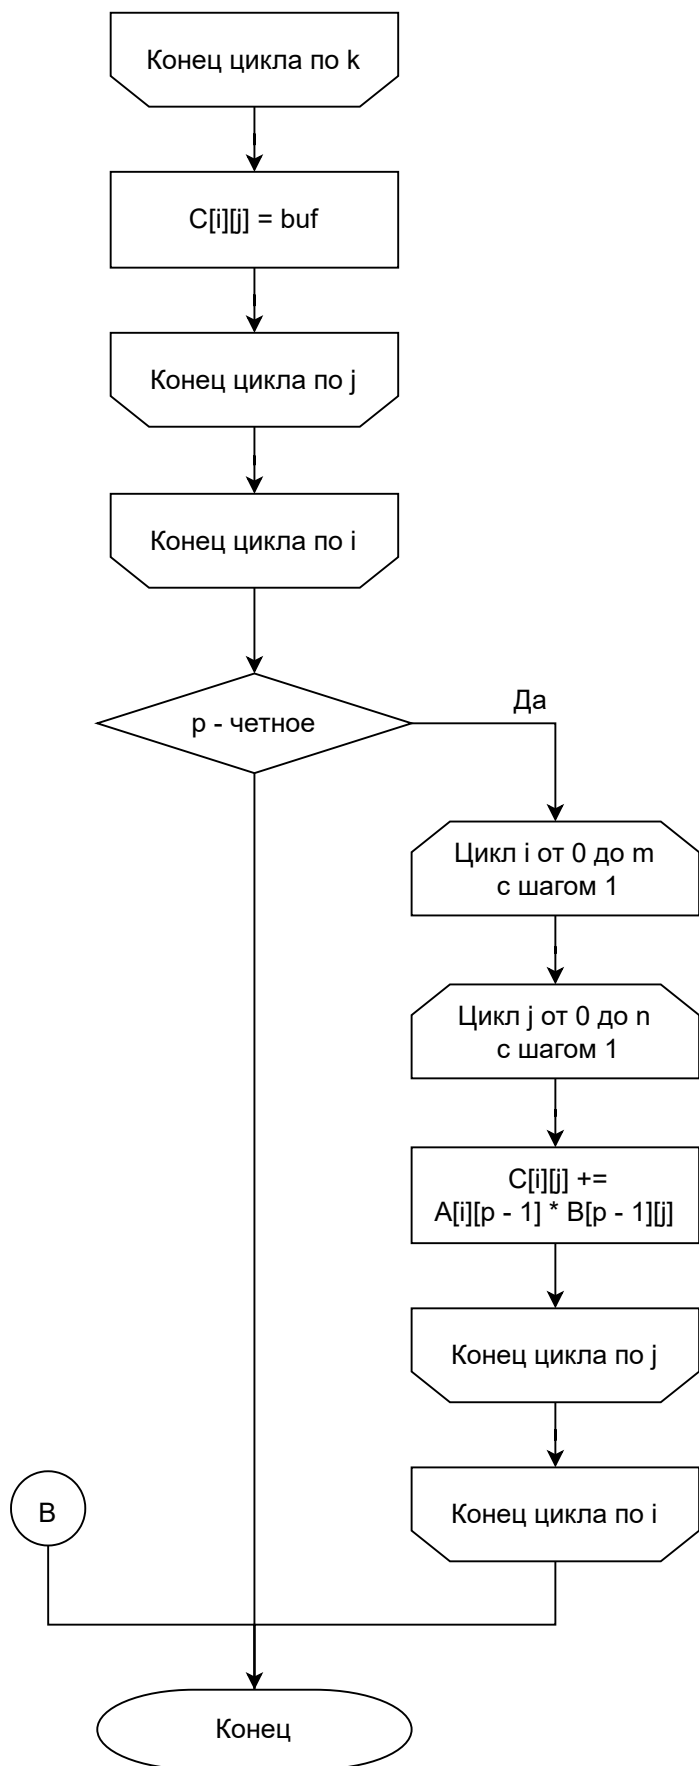 Конец цикла по k
C[i][j] = buf
Конец цикла по j
Конец цикла по i
p - четное
Да
Цикл i от 0 до m
с шагом 1
Цикл j от 0 до n
с шагом 1
C[i][j] +=
A[i][p - 1] * B[p - 1][j]
Конец цикла по j
Конец цикла по i
B
Конец